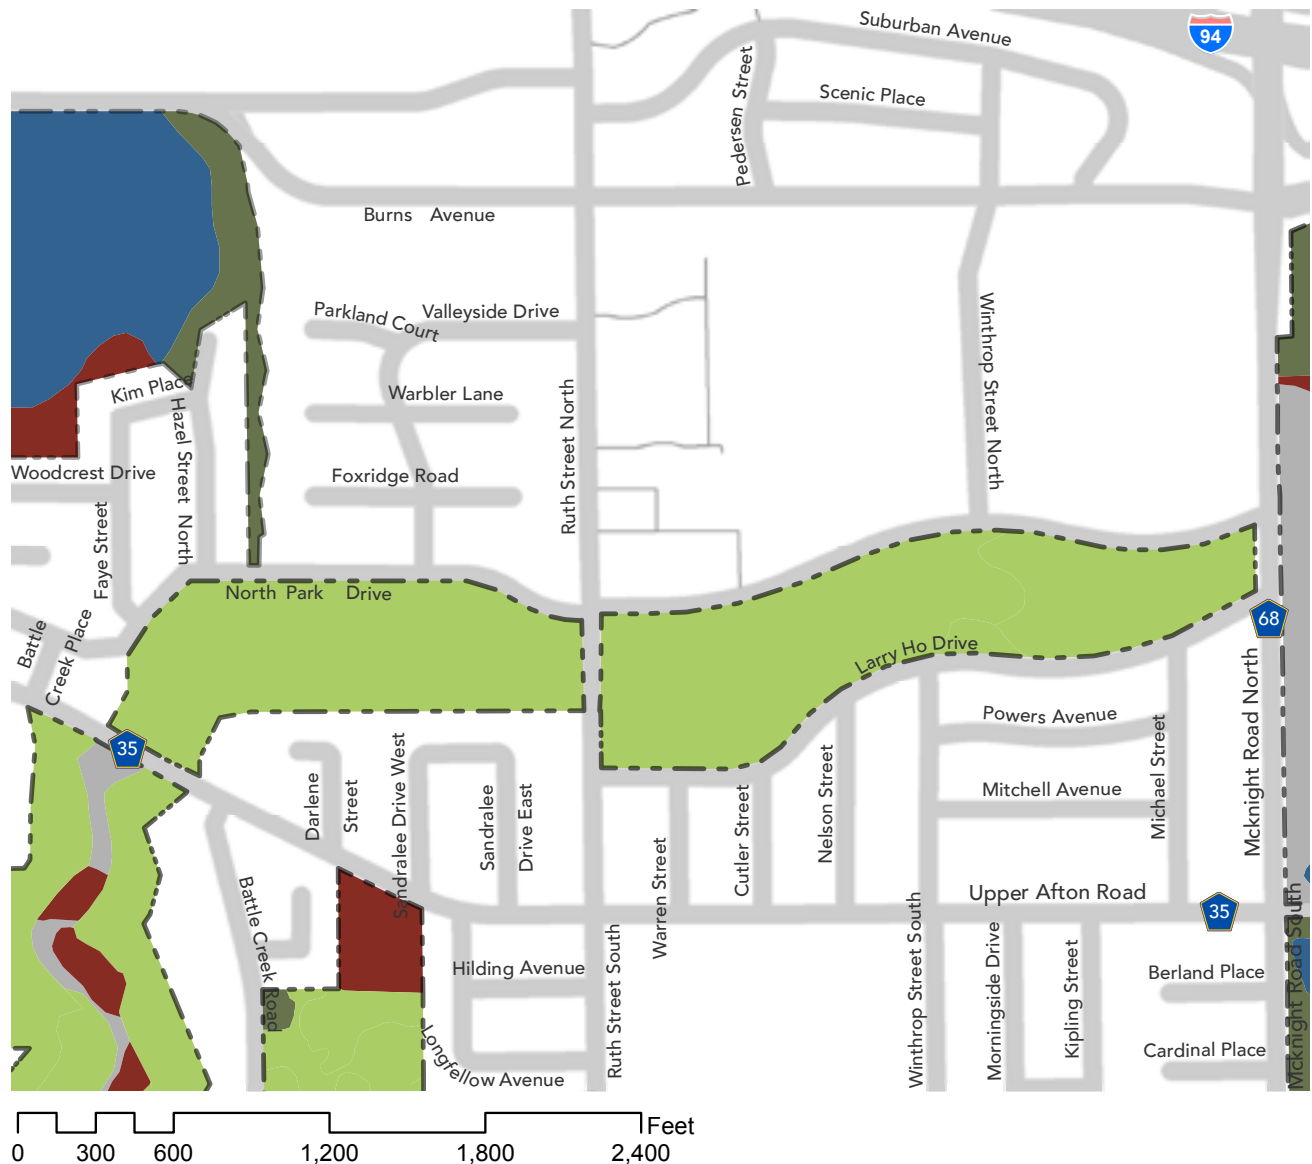 Suburban Avenue
94
Pedersen Street
Scenic Place
Burns Avenue
Parkland Court
Valleyside Drive
Winthrop Street North
Kim Place
Warbler Lane
Ruth Street North
Hazel Street North
Woodcrest Drive
Foxridge Road
Faye Street
North Park Drive
Battle
Creek Place
68
Larry Ho Drive
Mcknight Road North
35
Powers Avenue
Michael Street
Darlene
Street
Sandralee Drive West
Sandralee
Drive East
Nelson Street
Mitchell Avenue
Cutler Street
Warren Street
Battle Creek Road
Upper Afton Road
35
Mcknight Road South
Winthrop Street South
Morningside Drive
Kipling Street
Ruth Street South
Hilding Avenue
Berland Place
Longfellow Avenue
Cardinal Place
Feet
0 300 600 1,200 1,800 2,400